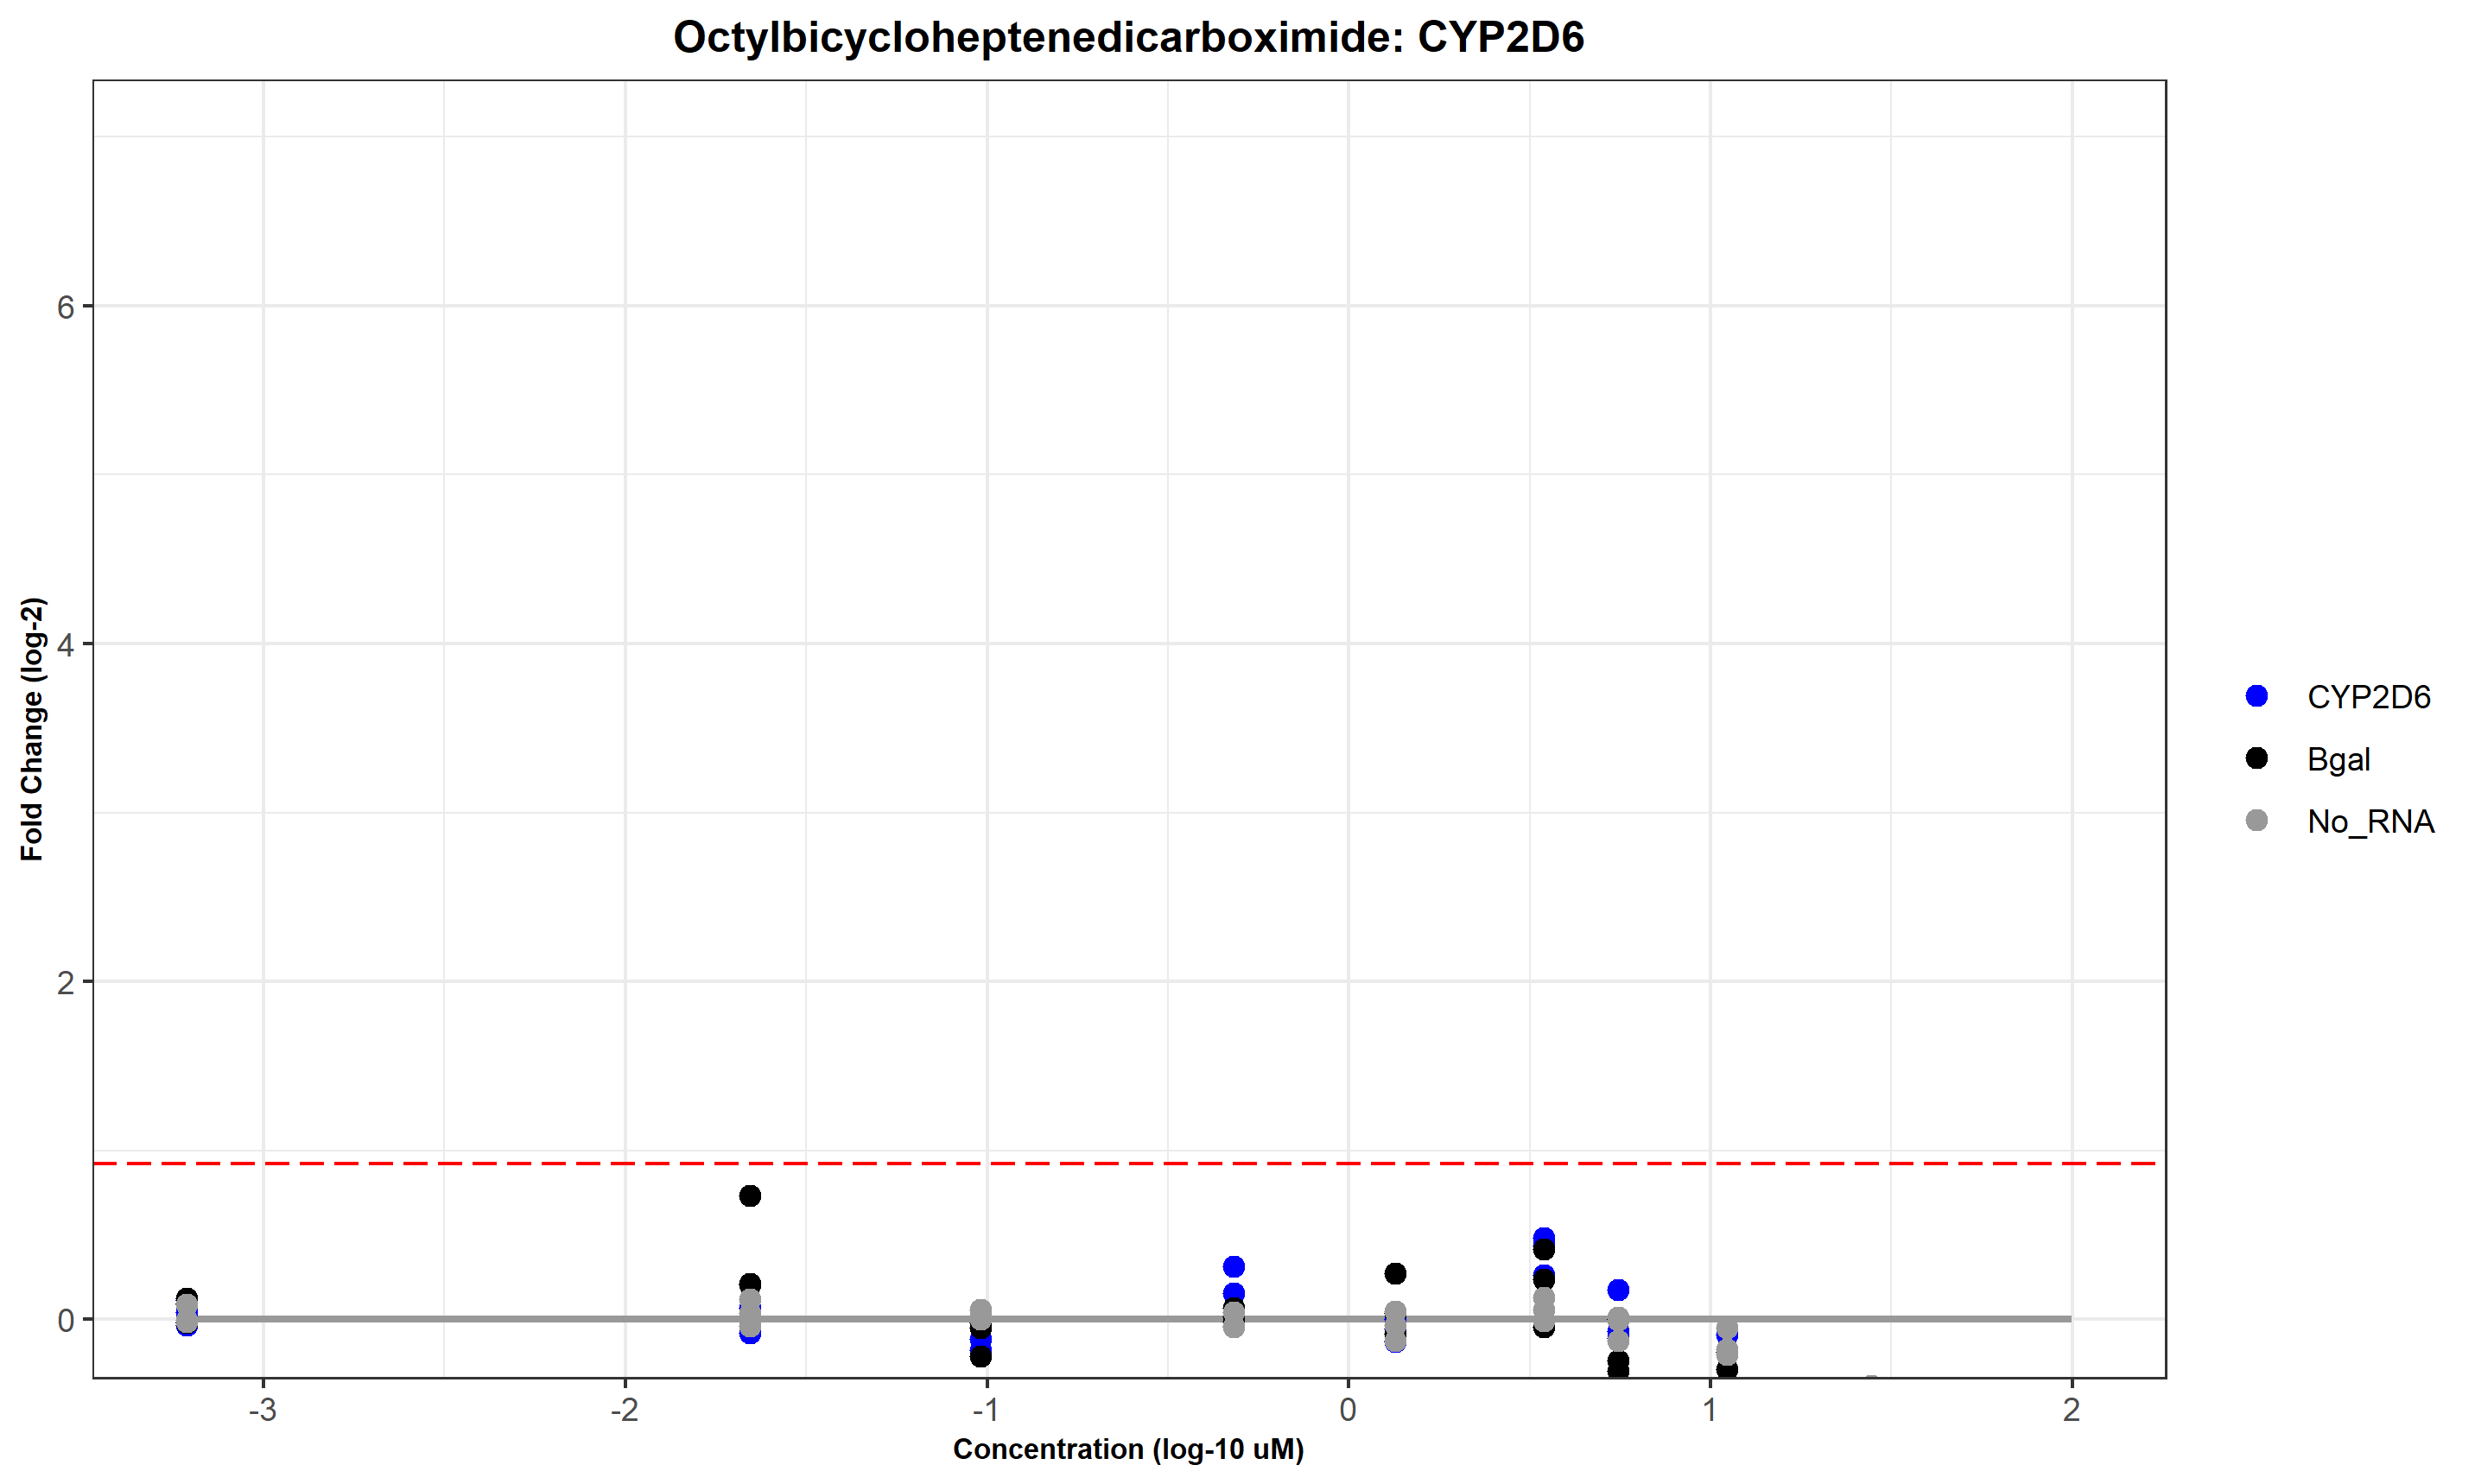 Octylbicycloheptenedicarboximide: CYP2D6
Fold Change (log-2)
6
4
2
0
-3
-2
-1
0
1
2
Concentration (log-10 uM)
CYP2D6
Bgal
No_RNA